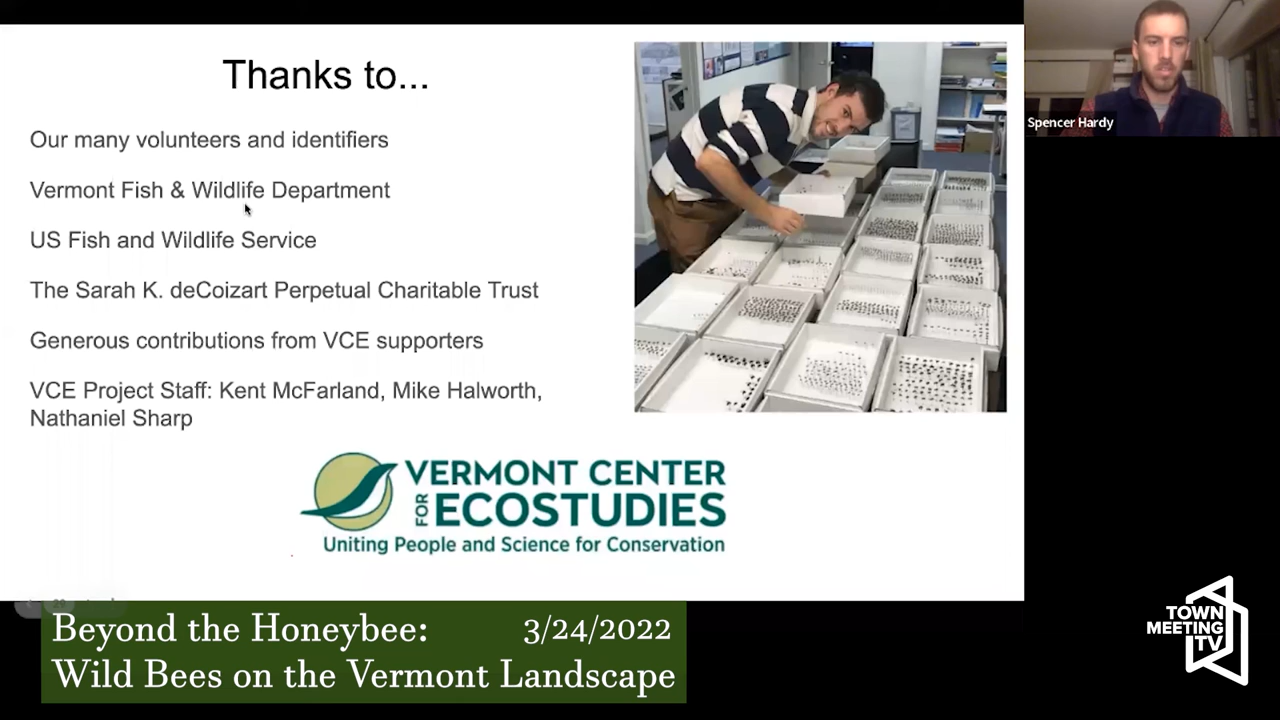 Thanks to...
Our many volunteers and identifiers
Vermont Fish & Wildlife Department
US Fish and Wildlife Service
The Sarah K. deCoizart Perpetual Charitable Trust
Generous contributions from VCE supporters
VCE Project Staff: Kent McFarland, Mike Halworth,
Nathaniel Sharp
VERMONT CENTER
FOR ECOSTUDIES
Uniting People and Science for Conservation
Spencer Hardy
Beyond the Honeybee: 3/24/2022
Wild Bees on the Vermont Landscape
TOWN
MEETING
TV